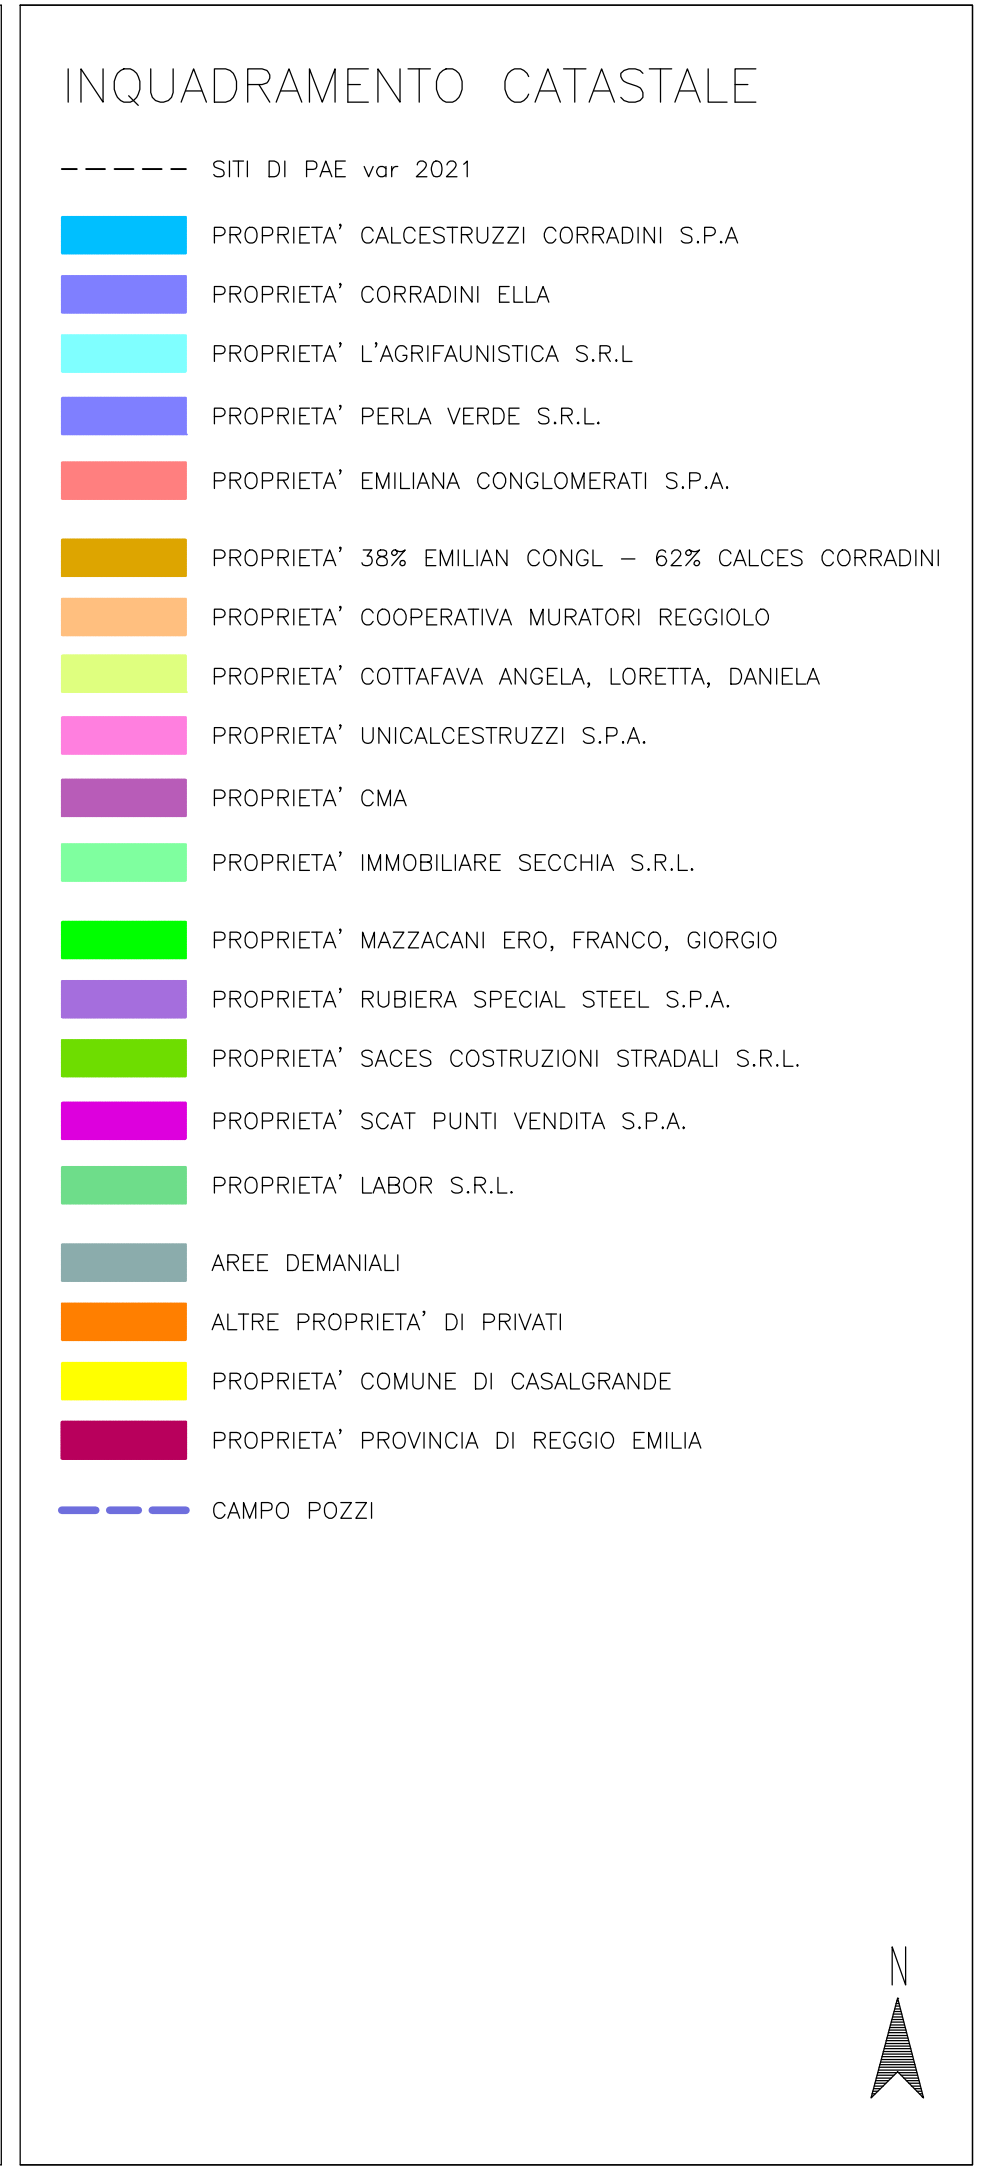 INQUADRAMENTO CATASTALE
SITI DI PAE var 2021
PROPRIETA' CALCESTRUZZI CORRADINI S.P.A
PROPRIETA' CORRADINI ELLA
PROPRIETA' L'AGRIFAUNISTICA S.R.L
PROPRIETA' PERLA VERDE S.R.L.
PROPRIETA' EMILIANA CONGLOMERATI S.P.A.
PROPRIETA' 38% EMILIAN CONGL – 62% CALCES CORRADINI
PROPRIETA' COOPERATIVA MURATORI REGGIOLO
PROPRIETA' COTTAFAVA ANGELA, LORETTA, DANIELA
PROPRIETA' UNICALCESTRUZZI S.P.A.
PROPRIETA' CMA
PROPRIETA' IMMOBILIARE SECCHIA S.R.L.
PROPRIETA' MAZZACANI ERO, FRANCO, GIORGIO
PROPRIETA' RUBIERA SPECIAL STEEL S.P.A.
PROPRIETA' SACES COSTRUZIONI STRADALI S.R.L.
PROPRIETA' SCAT PUNTI VENDITA S.P.A.
PROPRIETA' LABOR S.R.L.
AREE DEMANIALI
ALTRE PROPRIETA' DI PRIVATI
PROPRIETA' COMUNE DI CASALGRANDE
PROPRIETA' PROVINCIA DI REGGIO EMILIA
CAMPO POZZI
N